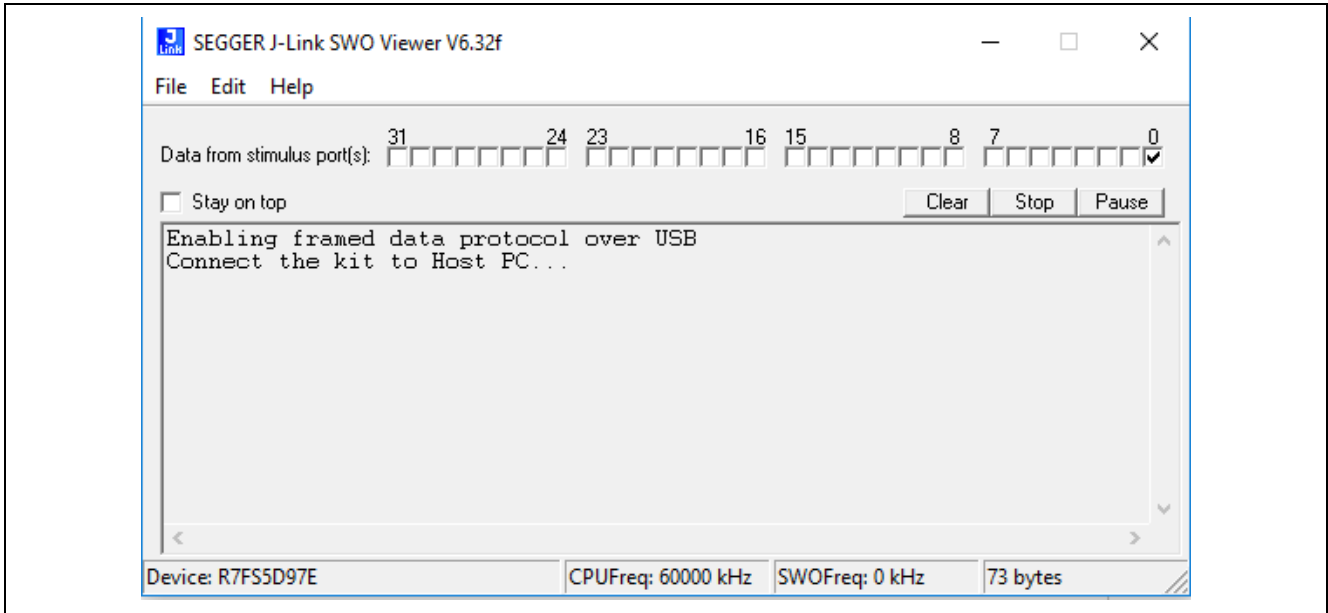 J Link SEGGER J-Link SWO Viewer V6.32f
File Edit Help
31 24 23 16 15 8 7 0
Data from stimulus port(s):
Stay on top Clear Stop Pause
Enabling framed data protocol over USB
Connect the kit to Host PC...
Device: R7FS5D97E CPUFreq: 60000 kHz SWOFreq: 0 kHz 73 bytes